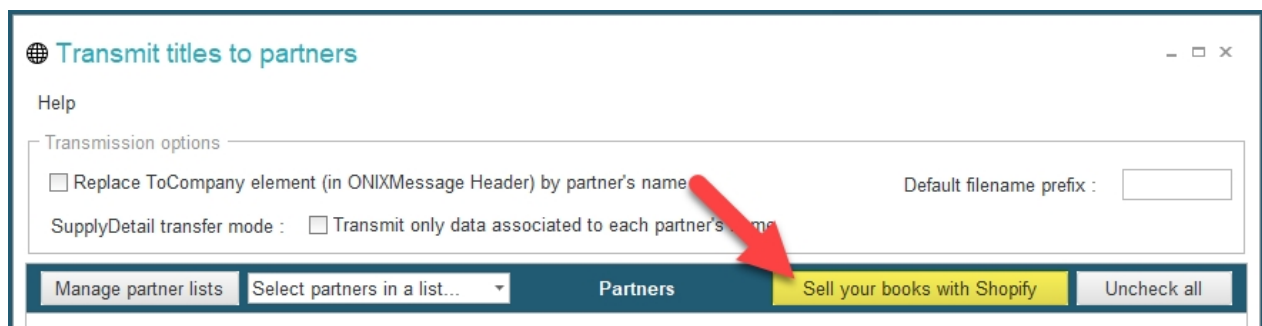 Transmit titles to partners
Help
Transmission options
Replace ToCompany element (in ONIXMessage Header) by partner's name
Default filename prefix :
SupplyDetail transfer mode : Transmit only data associated to each partner's name
Manage partner lists Select partners in a list... Partners Sell your books with Shopify Uncheck all